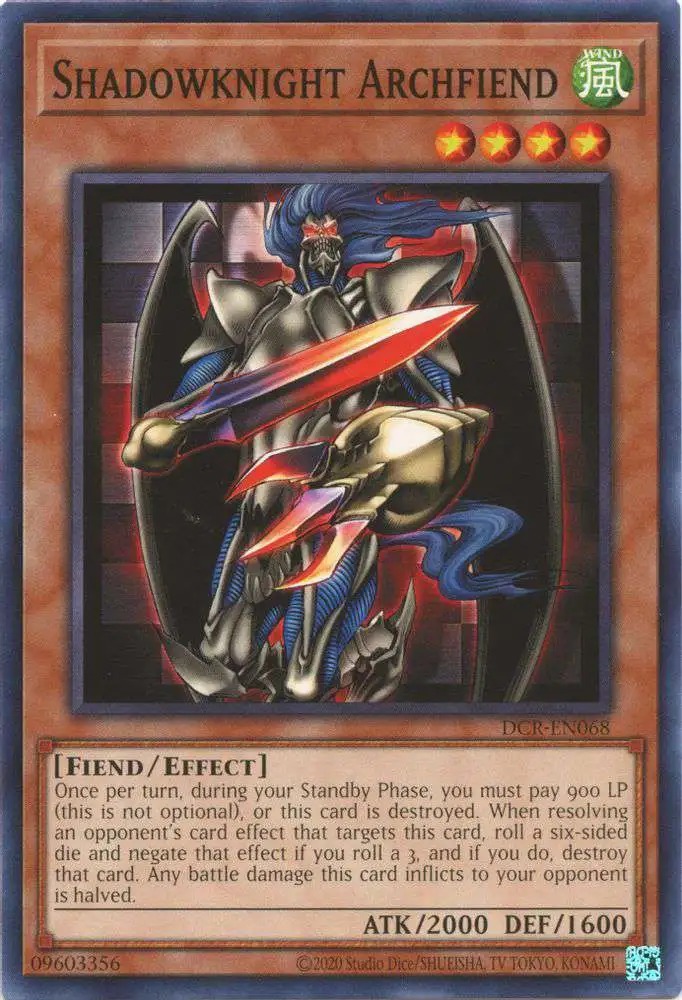 SHADOWKNIGHT ARCHFIEND
WIND
風
DCR-EN068
[FIEND/EFFECT]
Once per turn, during your Standby Phase, you must pay 900 LP
(this is not optional), or this card is destroyed. When resolving
an opponent's card effect that targets this card, roll a six-sided
die and negate that effect if you roll a 3, and if you do, destroy
that card. Any battle damage this card inflicts to your opponent
is halved.
ATK/2000 DEF/1600
09603356
©2020 Studio Dice/SHUEISHA, TV TOKYO, KONAMI